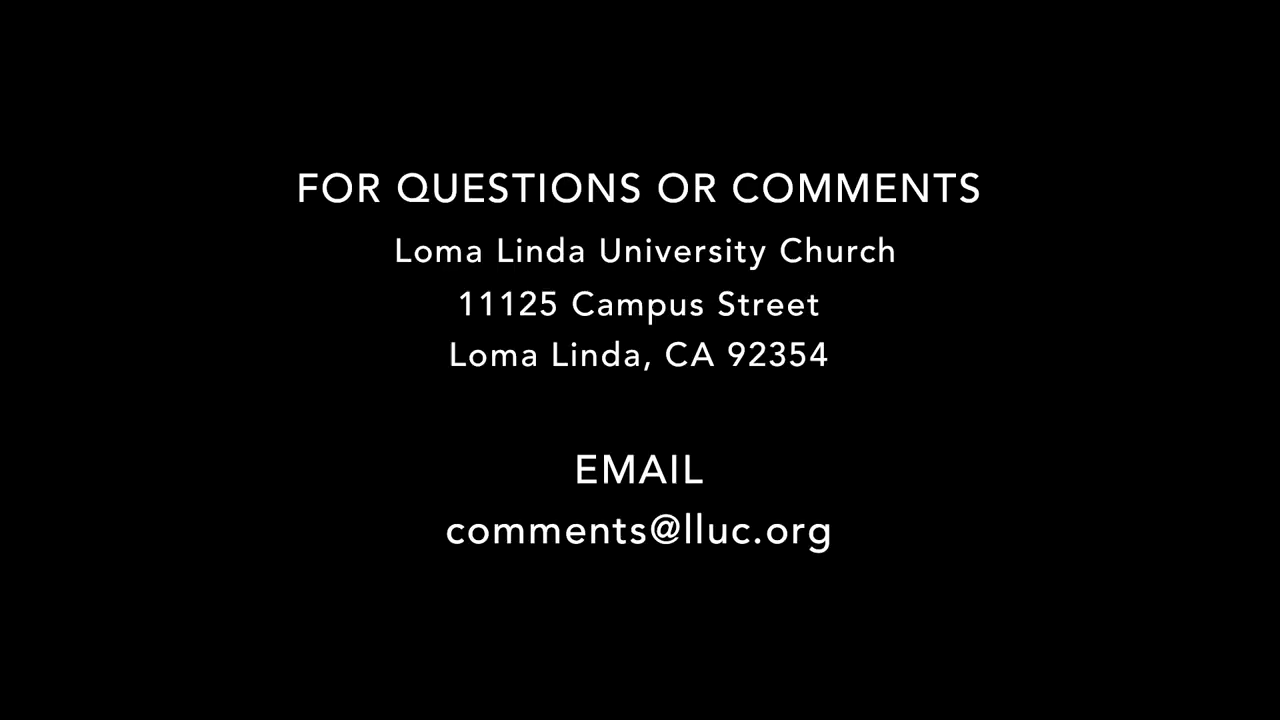 FOR QUESTIONS OR COMMENTS
Loma Linda University Church
11125 Campus Street
Loma Linda, CA 92354
EMAIL
comments@lluc.org